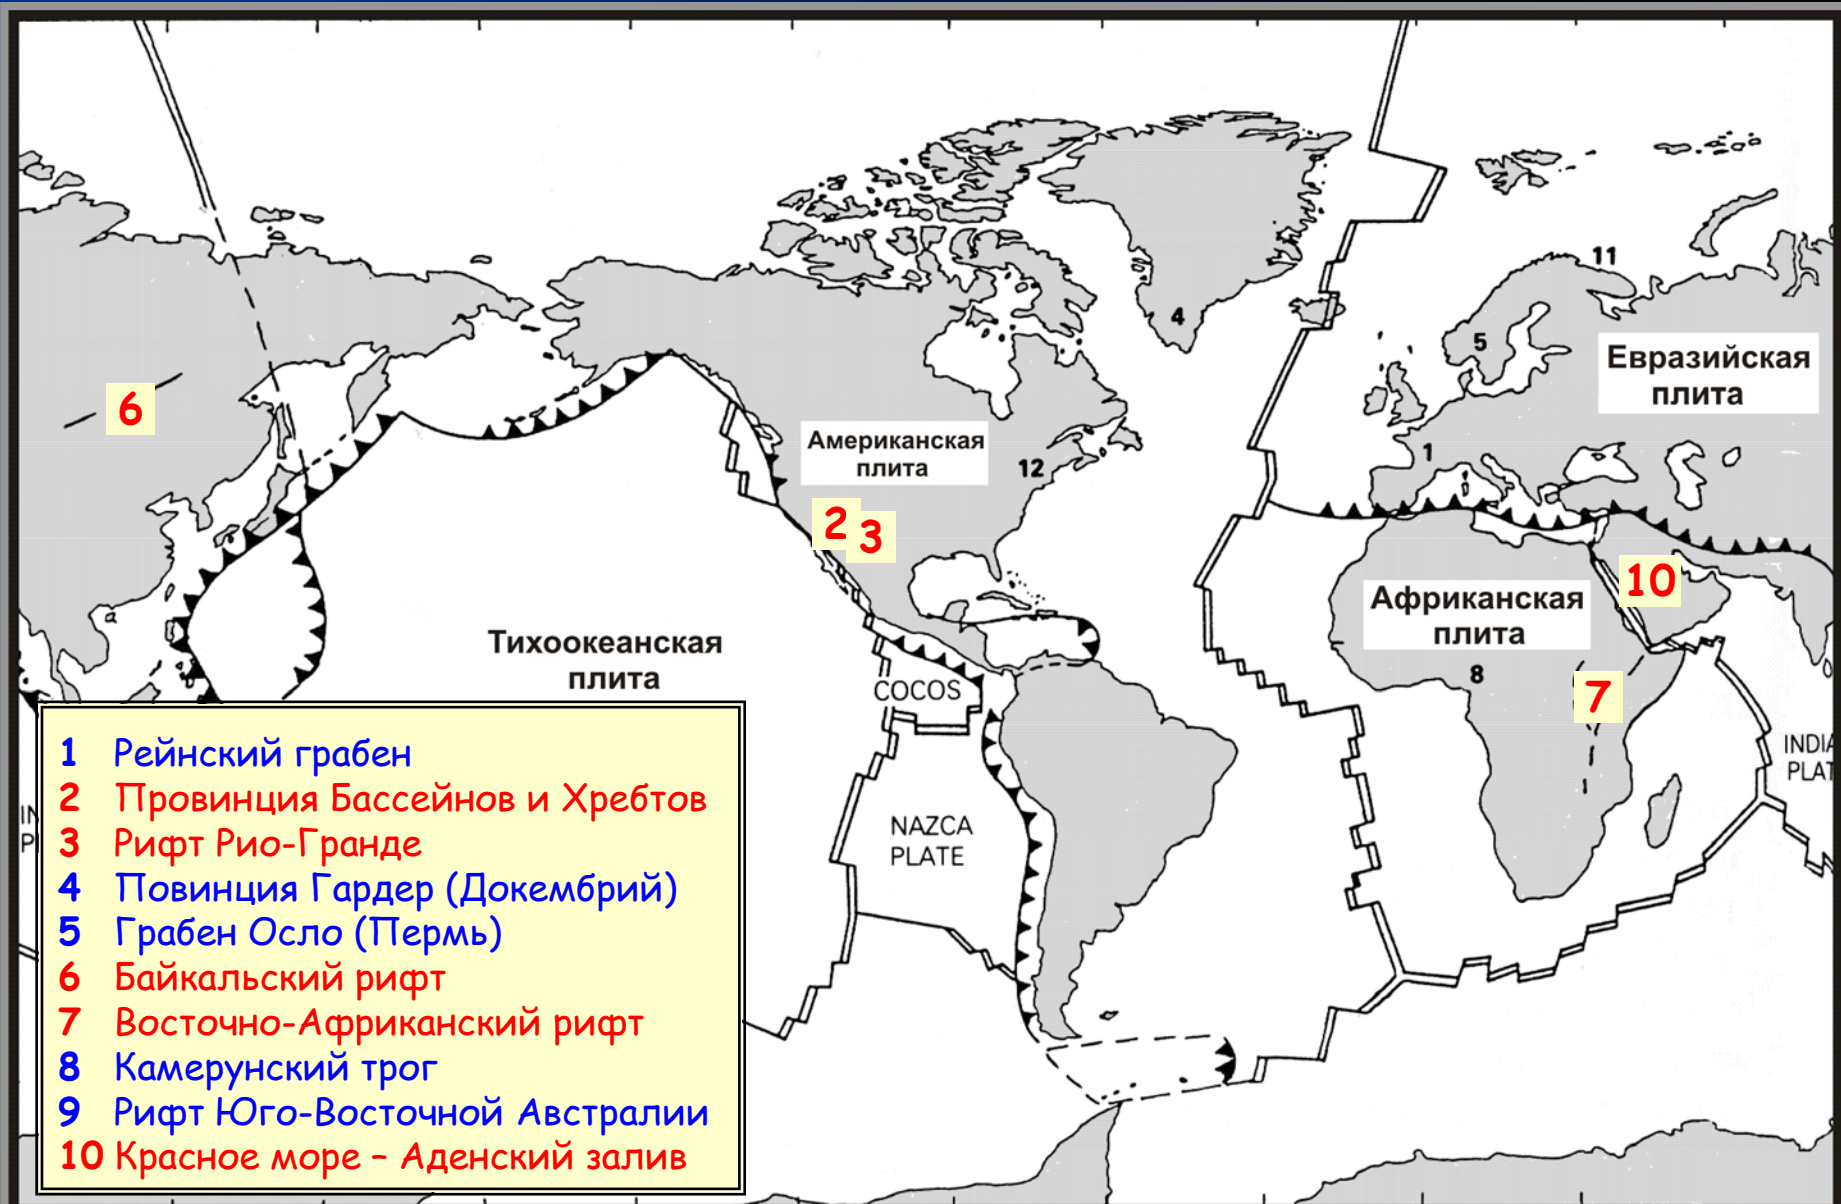 11
4
5
Евразийская
плита
6
Американская
плита
12
1
2
3
10
Африканская
плита
Тихоокеанская
плита
8
7
COCOS
INDIA
PLAT
NAZCA
PLATE
IN
P
1 Рейнский грабен
2 Провинция Бассейнов и Хребтов
3 Рифт Рио-Гранде
4 Повинция Гардер (Докембрий)
5 Грабен Осло (Пермь)
6 Байкальский рифт
7 Восточно-Африканский рифт
8 Камерунский трог
9 Рифт Юго-Восточной Австралии
10 Красное море – Аденский залив